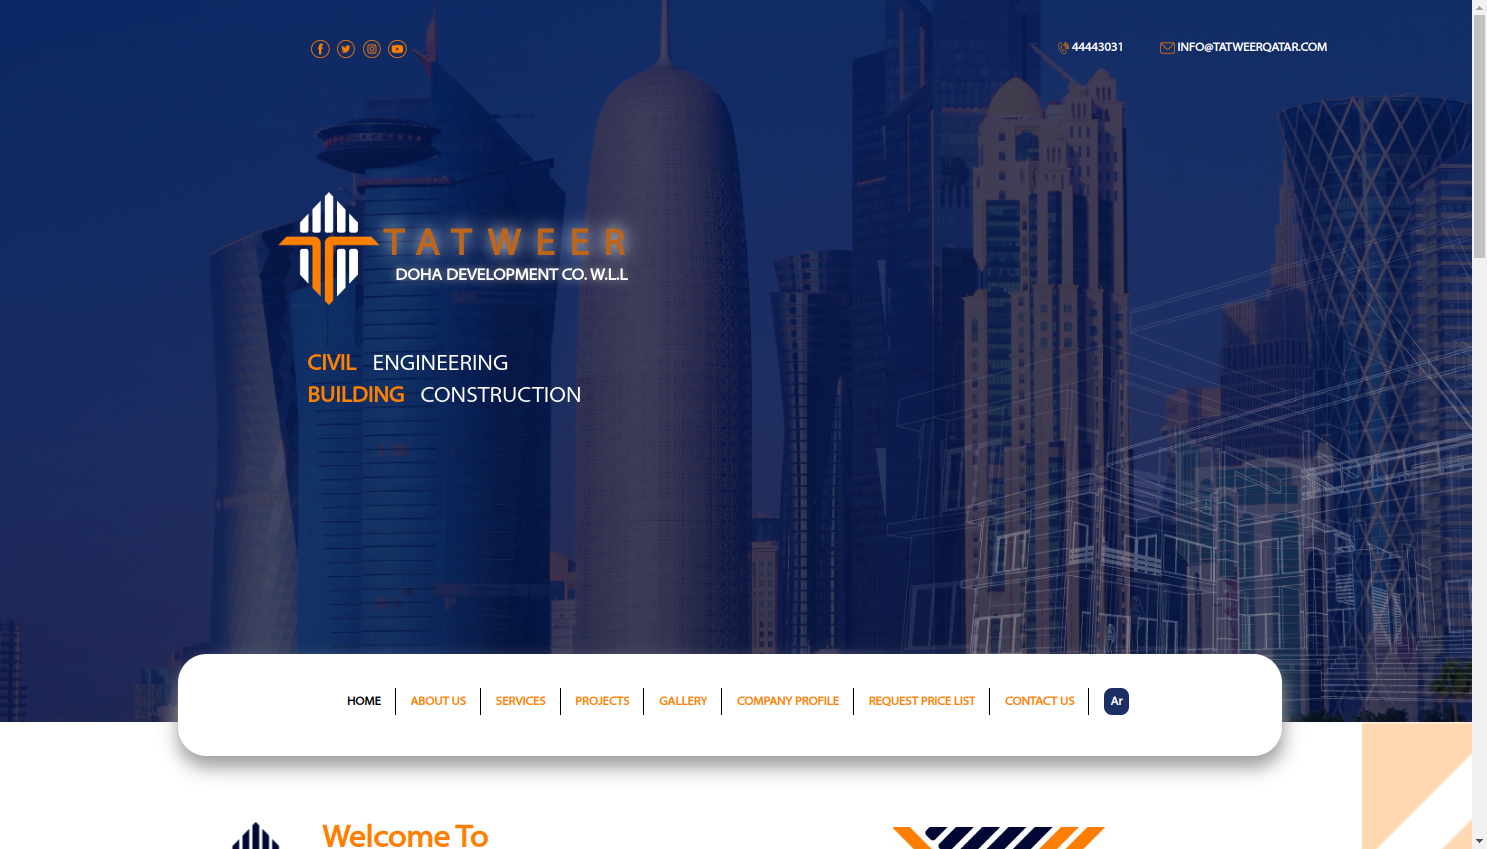 44443031
INFO@TATWEERQATAR.COM
TATWEER
DOHA DEVELOPMENT CO. W.L.L
CIVIL ENGINEERING
BUILDING CONSTRUCTION
HOME
ABOUT US
SERVICES
PROJECTS
GALLERY
COMPANY PROFILE
REQUEST PRICE LIST
CONTACT US
Ar
Welcome To